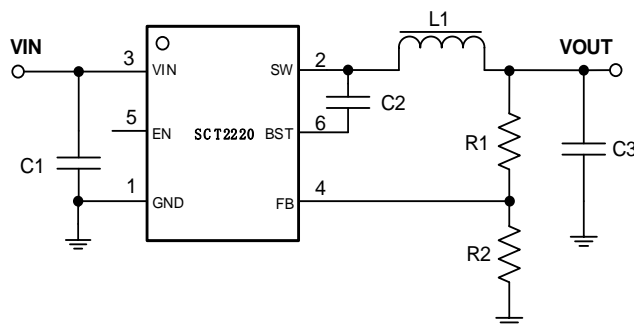 L1
VIN
VOUT
3
VIN
SW
2
C2
5
EN
SCT2220
BST
6
R1
C3
C1
1
GND
FB
4
R2